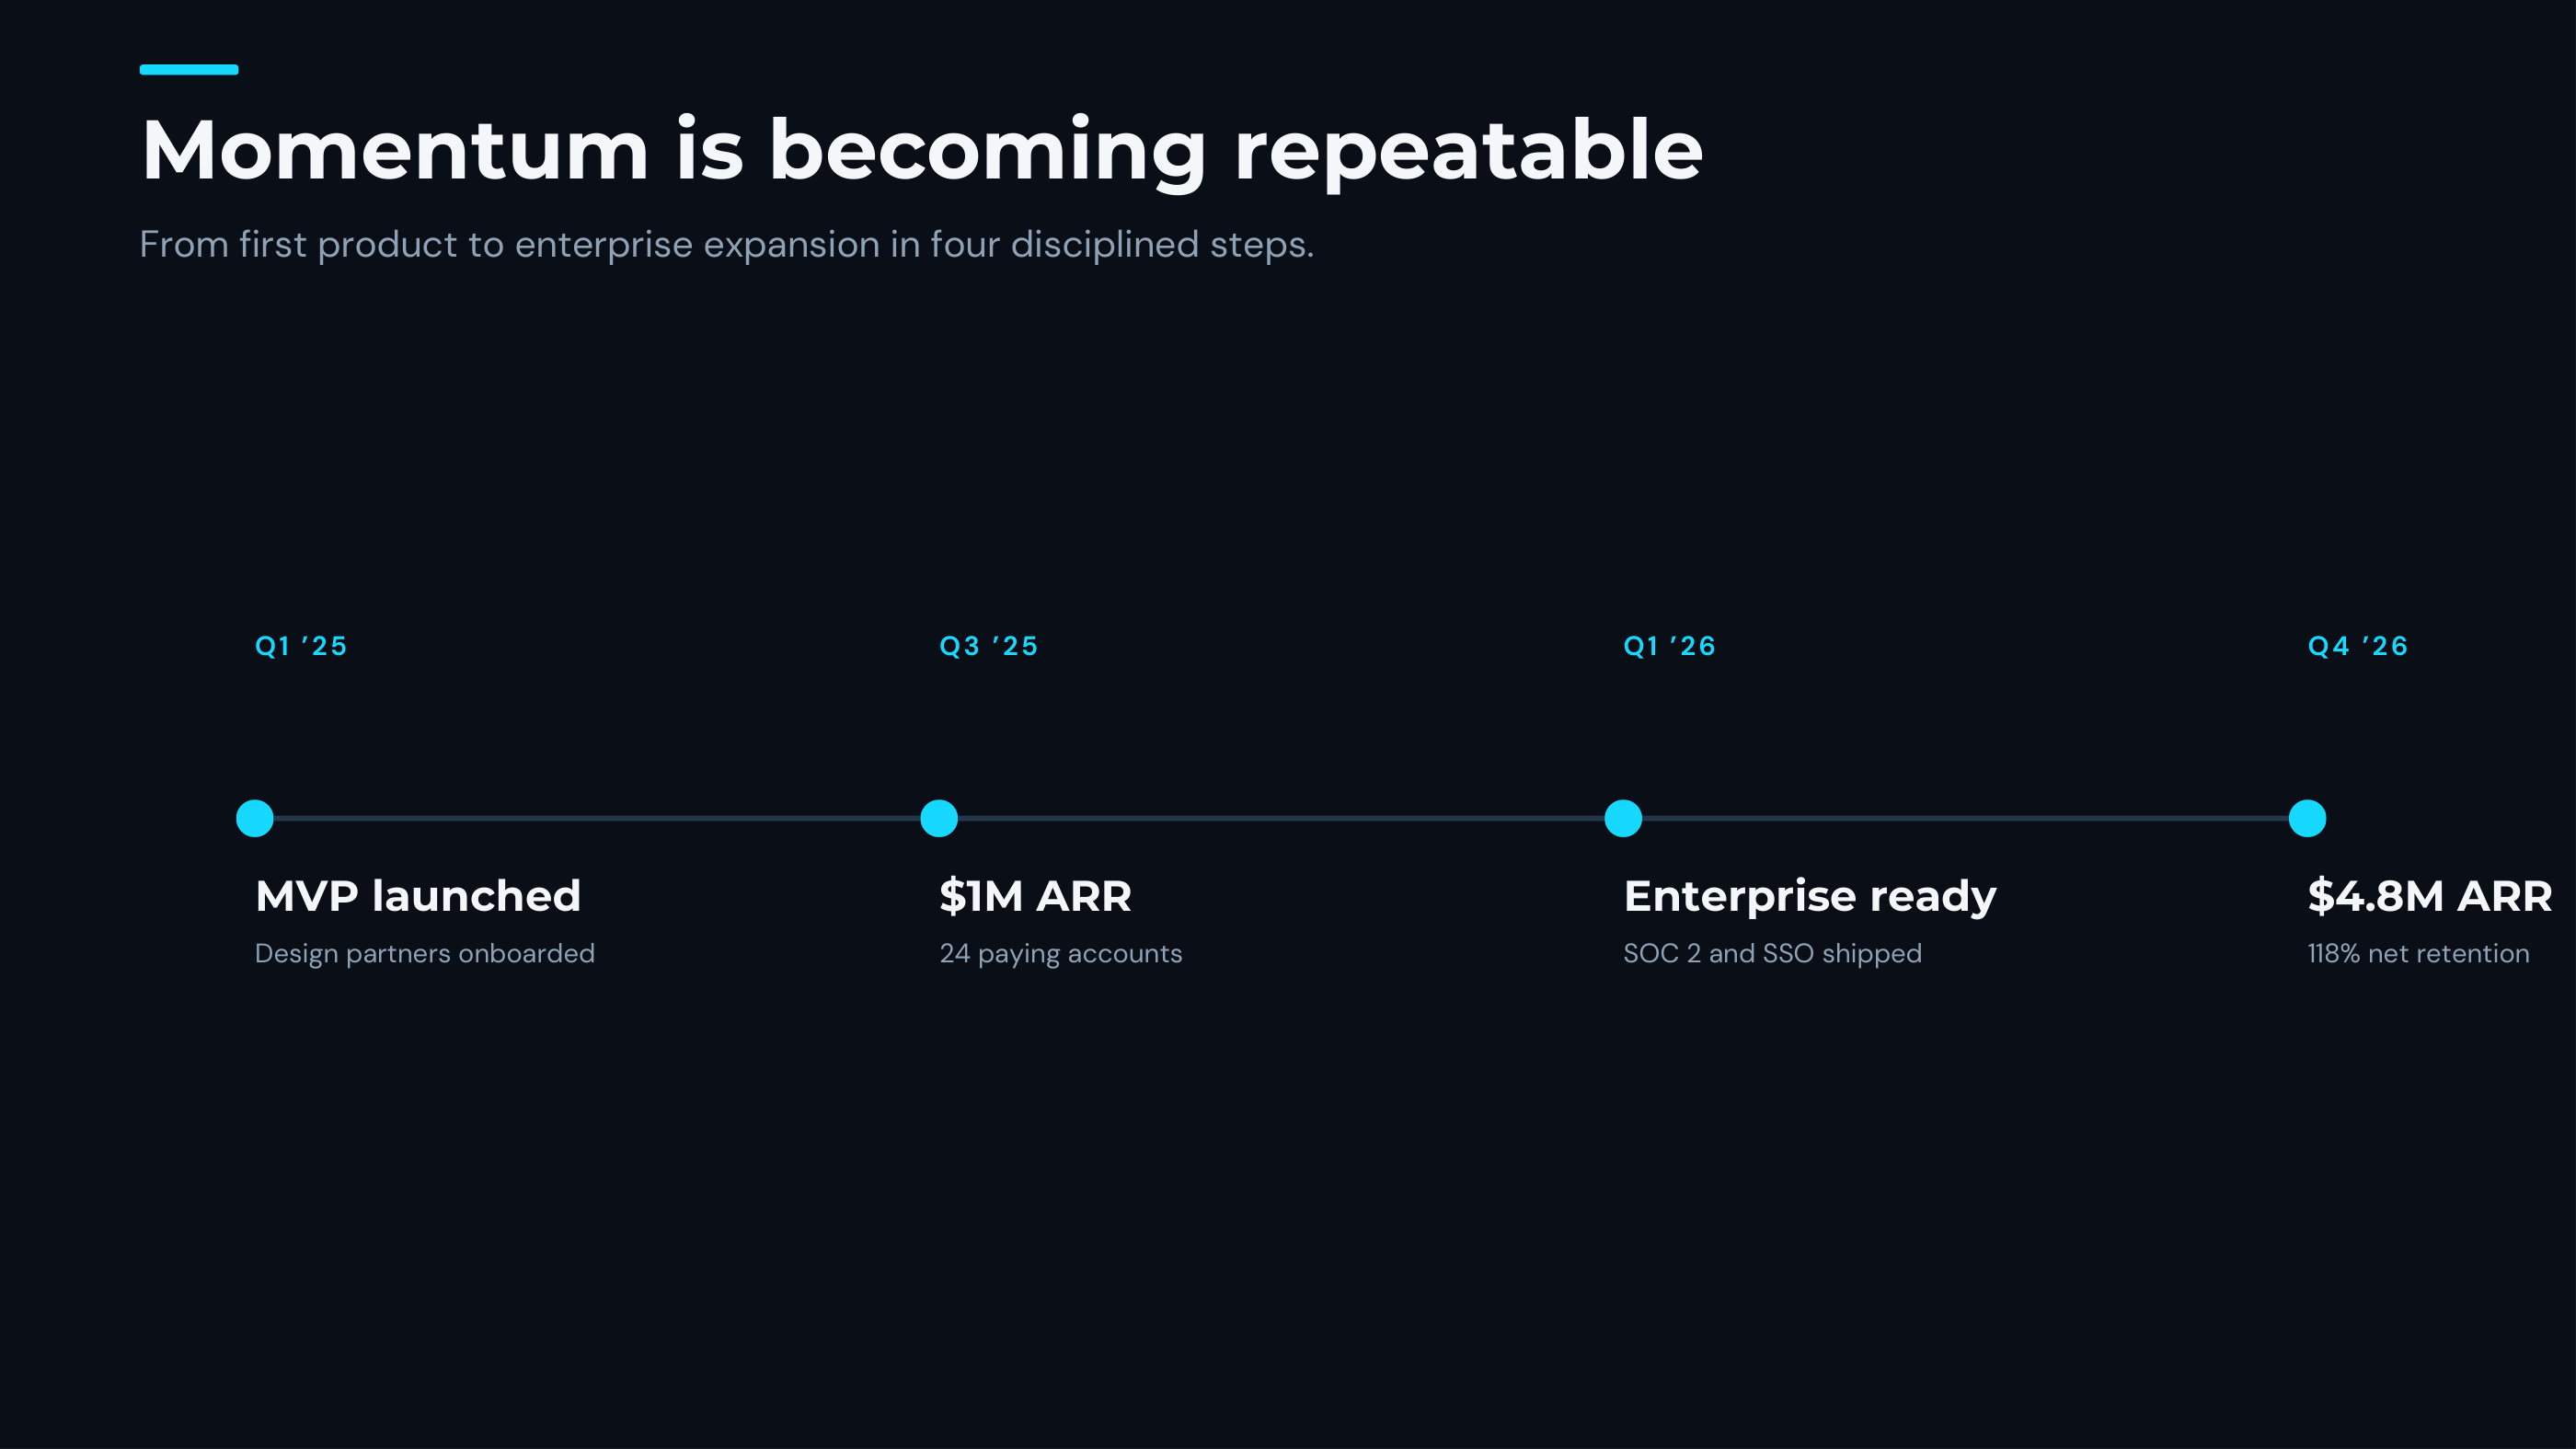 Momentum is becoming repeatable
From first product to enterprise expansion in four disciplined steps.
Q1 ’25
Q3 ’25
Q1 ’26
Q4 ’26
MVP launched
Design partners onboarded
$1M ARR
24 paying accounts
Enterprise ready
SOC 2 and SSO shipped
$4.8M ARR
118% net retention